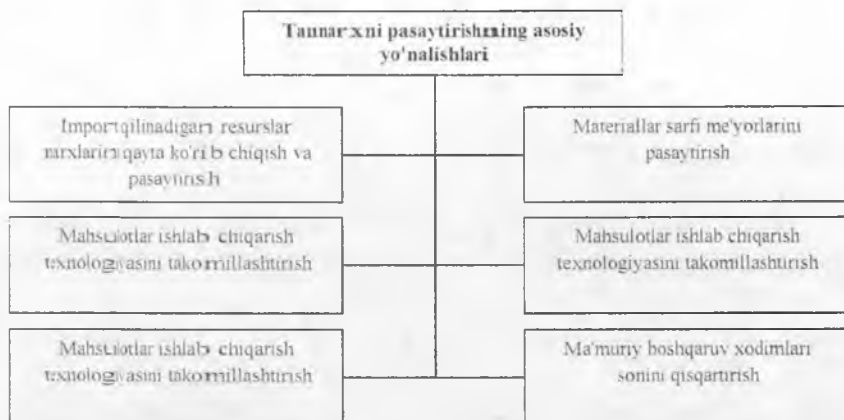 Tannarxni pasaytirishning asosiy
yo'nalishlari
Import qilinadigan resurslar
narxlarini qayta ko'rib chiqish va
pasaytirish
Materiallar sarfi me'yorlarini
pasaytirish
Mahsulotlar ishlab chiqarish
texnologiyasini takomillashtirish
Mahsulotlar ishlab chiqarish
texnologiyasini takomillashtirish
Mahsulotlar ishlab chiqarish
texnologiyasini takomillashtirish
Ma'muriy boshqaruv xodimlari
sonini qisqartirish